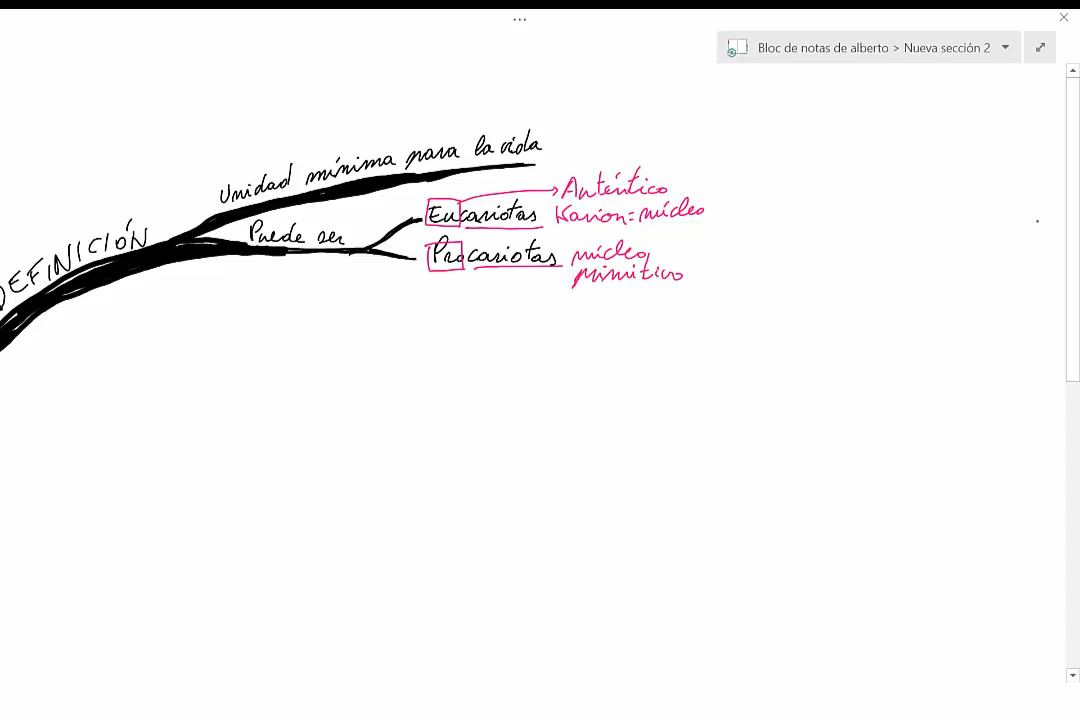 ...
Bloc de notas de alberto > Nueva sección 2
DEFINICIÓN
Unidad mínima para la vida
Puede ser
Eucariotas
Auténtico
Karion = núcleo
Procariotas
núcleo
primitivo